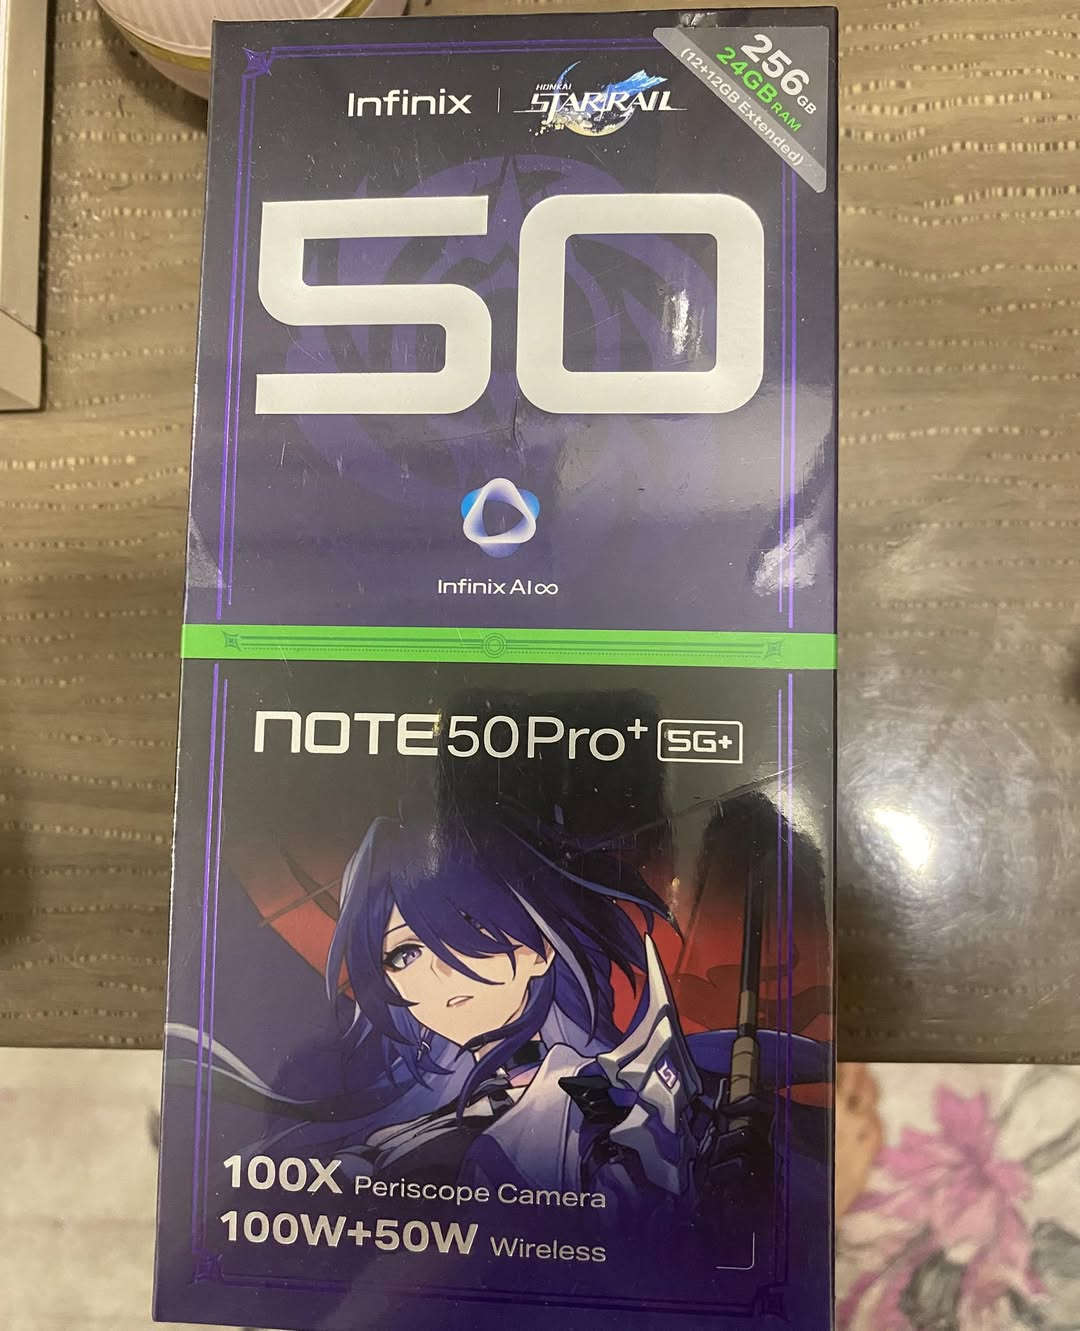 Infinix
HONKAI
STAR RAIL
256GB
24GB RAM
(12+12GB Extended)
50
Infinix AI∞
NOTE 50 Pro+ 5G+
100X Periscope Camera
100W+50W Wireless